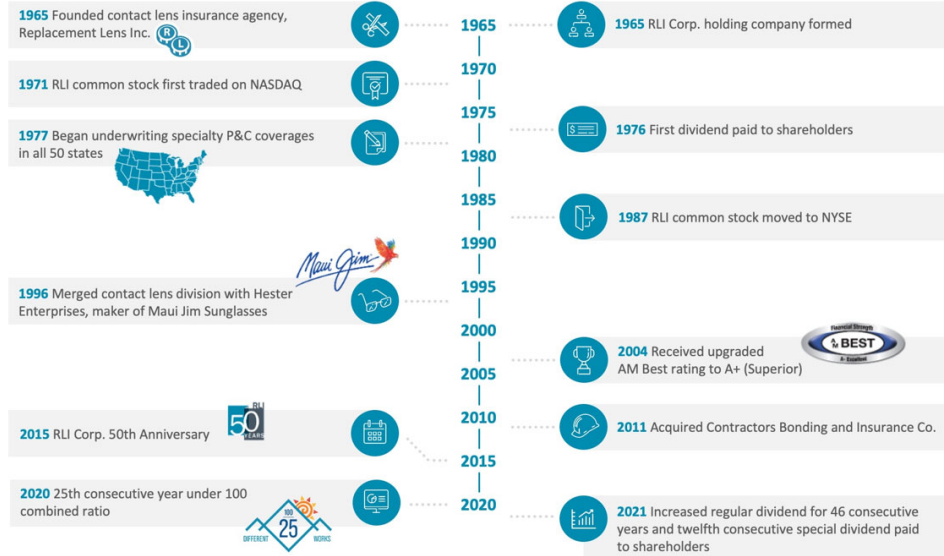 1965 Founded contact lens insurance agency,
Replacement Lens Inc.
R
L
1971 RLI common stock first traded on NASDAQ
1977 Began underwriting specialty P&C coverages
in all 50 states
Maui Jim
1996 Merged contact lens division with Hester
Enterprises, maker of Maui Jim Sunglasses
2015 RLI Corp. 50th Anniversary
RLI
50
YEARS
2020 25th consecutive year under 100
combined ratio
100
25
DIFFERENT
WORKS
1965
1970
1975
1980
1985
1990
1995
2000
2005
2010
2015
2020
1965 RLI Corp. holding company formed
$
1976 First dividend paid to shareholders
1987 RLI common stock moved to NYSE
2004 Received upgraded
AM Best rating to A+ (Superior)
Financial Strength
AM BEST
A+ Excellent
2011 Acquired Contractors Bonding and Insurance Co.
2021 Increased regular dividend for 46 consecutive
years and twelfth consecutive special dividend paid
to shareholders